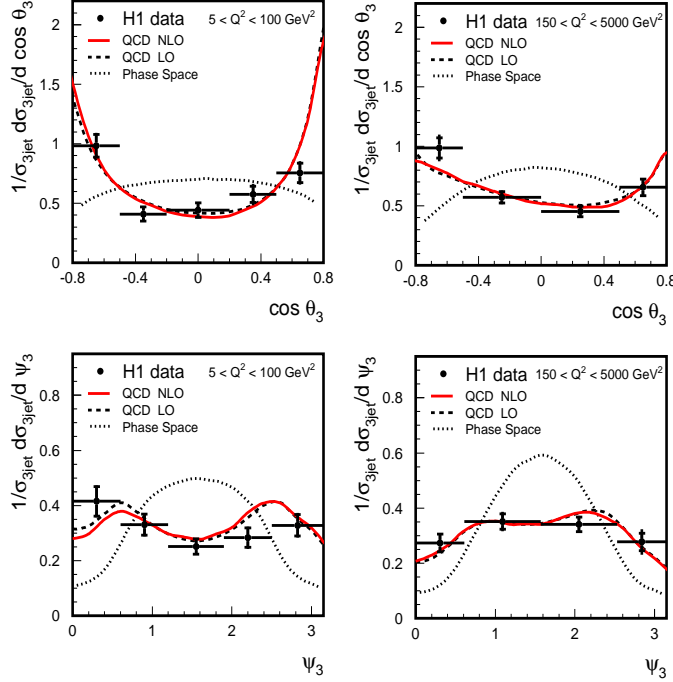 1/σ3jet dσ3jet/d cos θ3
2
1.5
1
0.5
0
H1 data
5 < Q² < 100 GeV²
QCD NLO
QCD LO
Phase Space
-0.8 -0.4 0 0.4 0.8
cos θ3
1/σ3jet dσ3jet/d cos θ3
2
1.5
1
0.5
0
H1 data
150 < Q² < 5000 GeV²
QCD NLO
QCD LO
Phase Space
-0.8 -0.4 0 0.4 0.8
cos θ3
1/σ3jet dσ3jet/d ψ3
0.8
0.6
0.4
0.2
0
H1 data
5 < Q² < 100 GeV²
QCD NLO
QCD LO
Phase Space
0 1 2 3
ψ3
1/σ3jet dσ3jet/d ψ3
0.8
0.6
0.4
0.2
0
H1 data
150 < Q² < 5000 GeV²
QCD NLO
QCD LO
Phase Space
0 1 2 3
ψ3